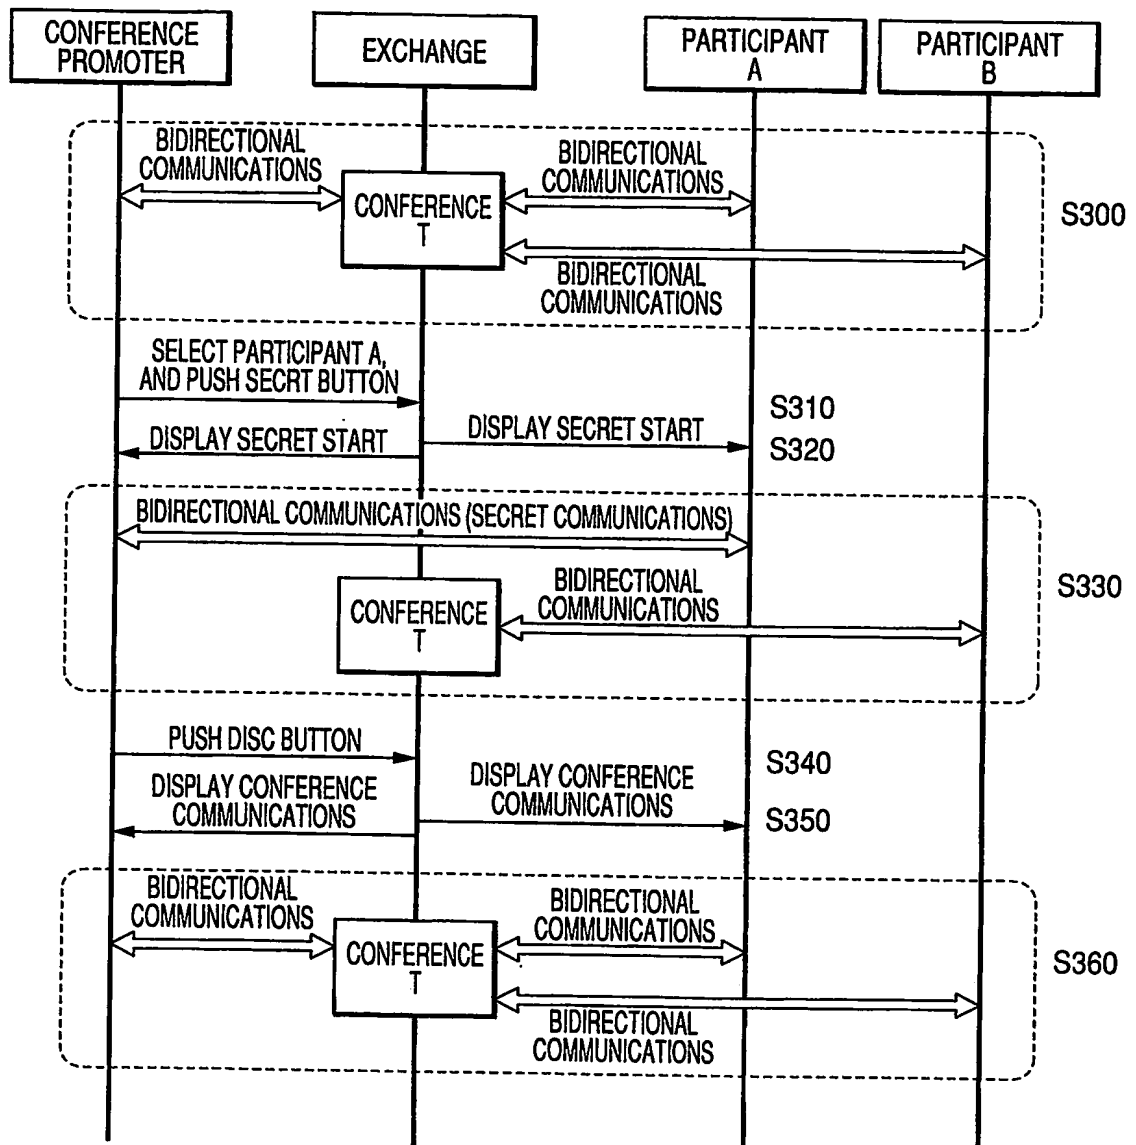 CONFERENCE
PROMOTER
EXCHANGE
PARTICIPANT
A
PARTICIPANT
B
BIDIRECTIONAL
COMMUNICATIONS
BIDIRECTIONAL
COMMUNICATIONS
CONFERENCE
T
S300
BIDIRECTIONAL
COMMUNICATIONS
SELECT PARTICIPANT A,
AND PUSH SECRT BUTTON
S310
DISPLAY SECRET START
DISPLAY SECRET START
S320
BIDIRECTIONAL COMMUNICATIONS (SECRET COMMUNICATIONS)
BIDIRECTIONAL
COMMUNICATIONS
CONFERENCE
T
S330
PUSH DISC BUTTON
S340
DISPLAY CONFERENCE
COMMUNICATIONS
DISPLAY CONFERENCE
COMMUNICATIONS
S350
BIDIRECTIONAL
COMMUNICATIONS
BIDIRECTIONAL
COMMUNICATIONS
CONFERENCE
T
S360
BIDIRECTIONAL
COMMUNICATIONS